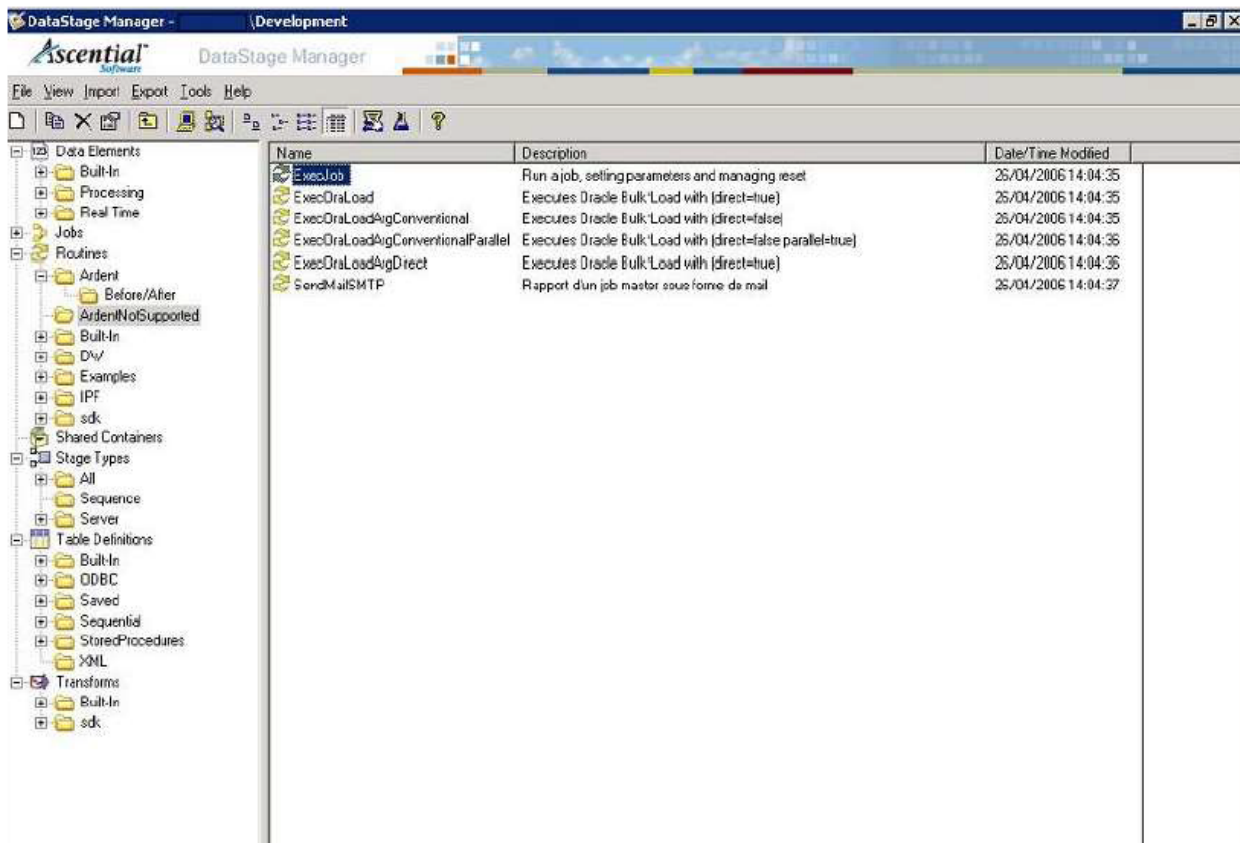 DataStage Manager - \Development
Ascential™
Software
DataStage Manager
File View Import Export Tools Help
Data Elements
Built-In
Processing
Real Time
Jobs
Routines
Ardent
Before/After
ArdentNotSupported
Built-In
DW
Examples
IPF
sdk
Shared Containers
Stage Types
All
Sequence
Server
Table Definitions
Built-In
ODBC
Saved
Sequential
StoredProcedures
XML
Transforms
Built-In
sdk
Name Description Date/Time Modified
ExecJob Run a job, setting parameters and managing reset 26/04/2006 14:04:35
ExecOraLoad Executes Oracle Bulk'Load with (direct=true) 26/04/2006 14:04:35
ExecOraLoadArgConventional Executes Oracle Bulk'Load with (direct=false) 26/04/2006 14:04:35
ExecOraLoadArgConventionalParallel Executes Oracle Bulk'Load with (direct=false parallel=true) 26/04/2006 14:04:36
ExecOraLoadArgDirect Executes Oracle Bulk'Load with (direct=true) 26/04/2006 14:04:36
SendMailSMTP Rapport d'un job master sous forme de mail 26/04/2006 14:04:37